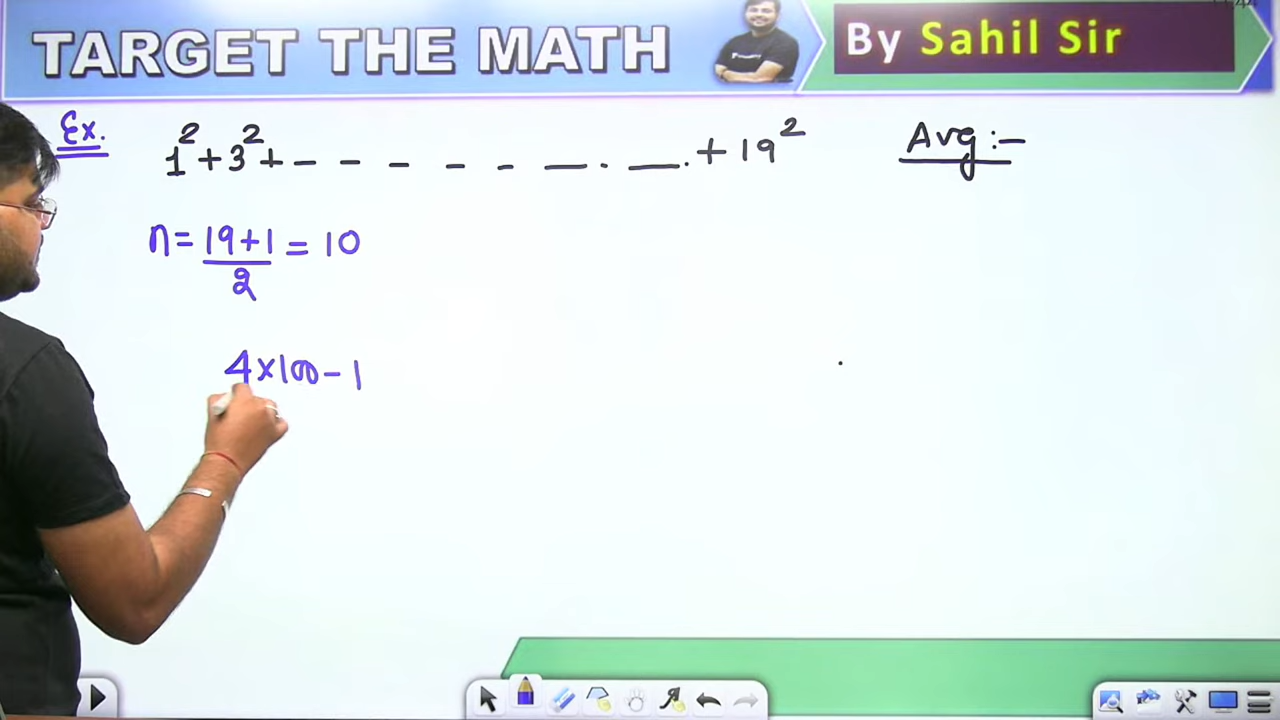 TARGET THE MATH
By Sahil Sir
Ex. 1² + 3² + - - - - - - . - . + 19² Avg :-
n = 19+1 / 2 = 10
4×100 - 1